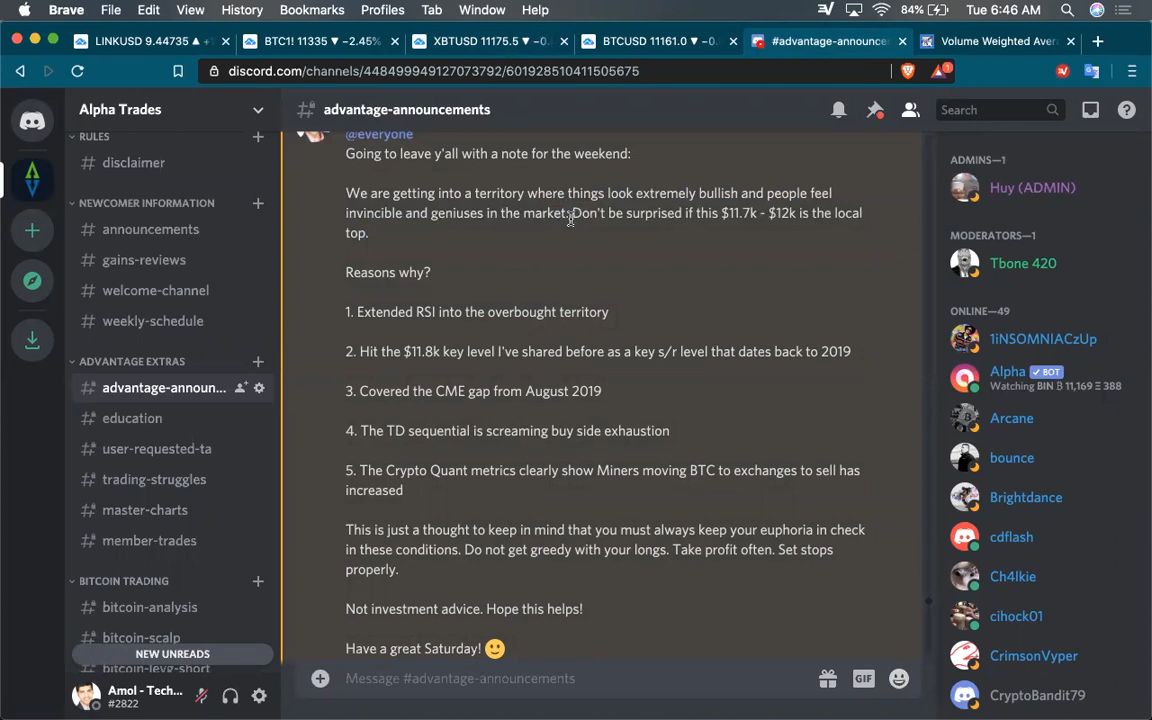 Brave File Edit View History Bookmarks Profiles Tab Window Help 84% Tue 6:46 AM
LINKUSD 9.44735 BTC1! 11335 ▼ −2.45% XBTUSD 11175.5 ▼ BTCUSD 11161.0 ▼ #advantage-announce Volume Weighted Aver
discord.com/channels/448499949127073792/601928510411505675
1
Alpha Trades
# advantage-announcements
Search
RULES
# disclaimer
NEWCOMER INFORMATION
# announcements
# gains-reviews
# welcome-channel
# weekly-schedule
ADVANTAGE EXTRAS
# advantage-announ...
# education
# user-requested-ta
# trading-struggles
# master-charts
# member-trades
BITCOIN TRADING
# bitcoin-analysis
# bitcoin-scalp
# bitcoin-levg-short
NEW UNREADS
Amol - Tech...
#2822
@everyone
Going to leave y'all with a note for the weekend:
We are getting into a territory where things look extremely bullish and people feel
invincible and geniuses in the market. Don't be surprised if this $11.7k - $12k is the local
top.
Reasons why?
1. Extended RSI into the overbought territory
2. Hit the $11.8k key level I've shared before as a key s/r level that dates back to 2019
3. Covered the CME gap from August 2019
4. The TD sequential is screaming buy side exhaustion
5. The Crypto Quant metrics clearly show Miners moving BTC to exchanges to sell has
increased
This is just a thought to keep in mind that you must always keep your euphoria in check
in these conditions. Do not get greedy with your longs. Take profit often. Set stops
properly.
Not investment advice. Hope this helps!
Have a great Saturday! 🙂
Message #advantage-announcements
GIF
ADMINS—1
Huy (ADMIN)
MODERATORS—1
Tbone 420
ONLINE—49
1iNSOMNIACzUp
Alpha ✓ BOT
Watching BIN ₿ 11,169 Ξ 388
Arcane
bounce
Brightdance
cdflash
Ch4lkie
cihock01
CrimsonVyper
CryptoBandit79